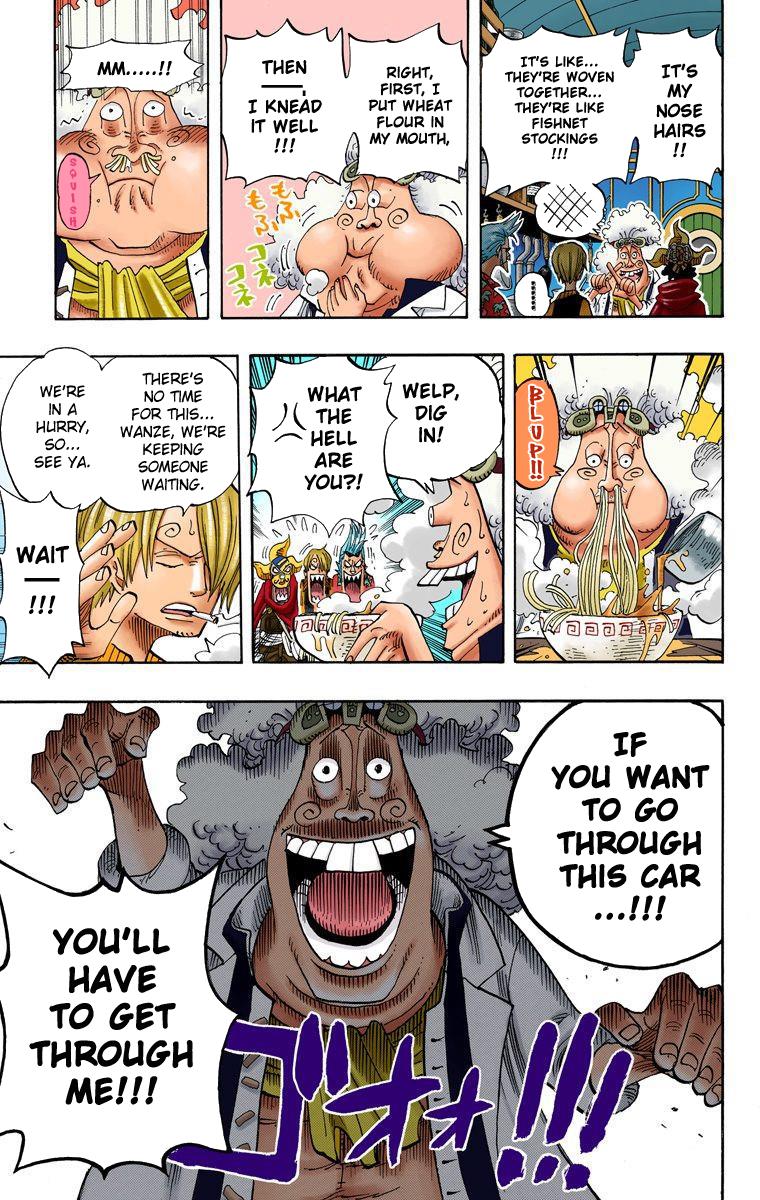 IT'S
MY
NOSE
HAIRS
!!
IT'S LIKE...
THEY'RE WOVEN
TOGETHER...
THEY'RE LIKE
FISHNET
STOCKINGS
!!!
RIGHT,
FIRST, I
PUT WHEAT
FLOUR IN
MY MOUTH,
THEN
—
I KNEAD
IT WELL
!!!
もふ
もふ
コネ
コネ
MM.....!!
SQUISH
BLUP!!
WELP,
DIG
IN!
WHAT
THE
HELL
ARE
YOU?!
THERE'S
NO TIME
FOR THIS...
WANZE, WE'RE
KEEPING
SOMEONE
WAITING.
WE'RE
IN A
HURRY,
SO...
SEE YA.
WAIT
—
!!!
IF
YOU WANT
TO GO
THROUGH
THIS CAR
...!!!
YOU'LL
HAVE
TO GET
THROUGH
ME!!!
ゴオォ!!!